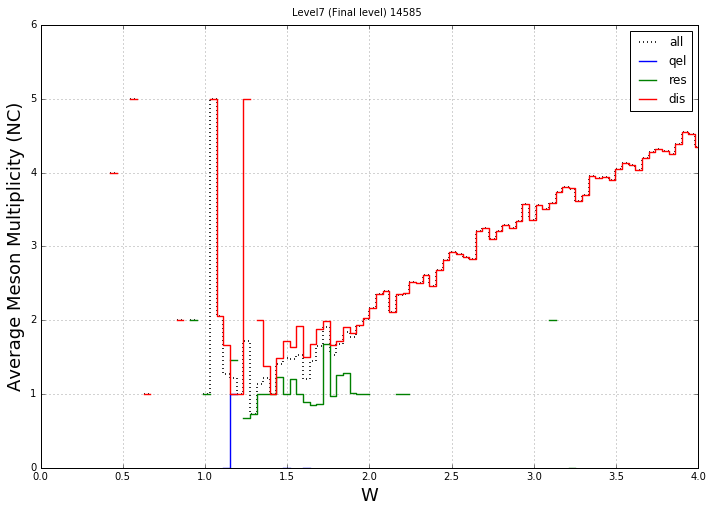 Level7 (Final level) 14585
Average Meson Multiplicity (NC)
6
5
4
3
2
1
0
all
qel
res
dis
0.0 0.5 1.0 1.5 2.0 2.5 3.0 3.5 4.0
W